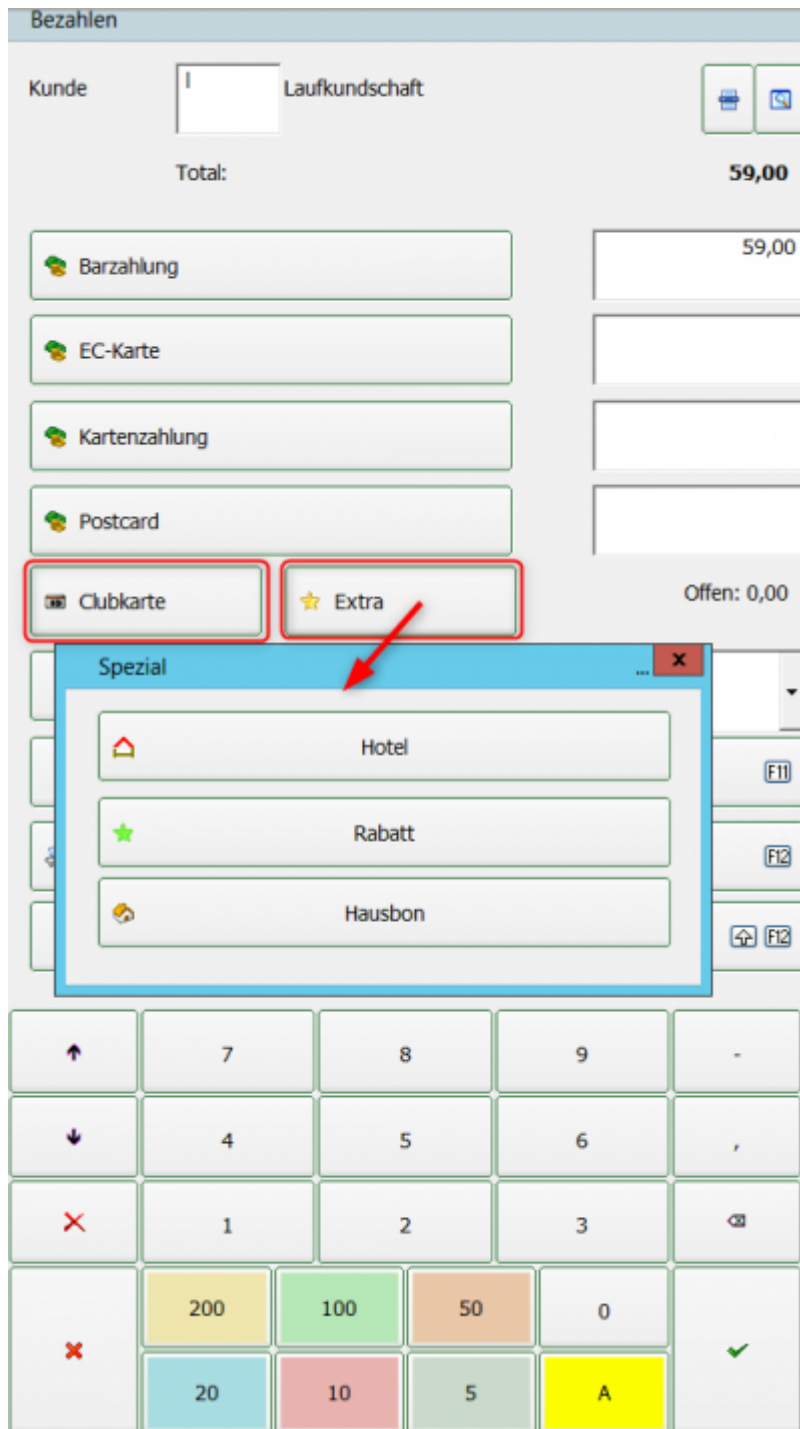 Bezahlen
Kunde Laufkundschaft
Total: 59,00
Barzahlung 59,00
EC-Karte
Kartenzahlung
Postcard
Clubkarte Extra Offen: 0,00
Spezial ... x
Hotel
F11
Rabatt
F12
Hausbon
F12
7 8 9 -
4 5 6 ,
1 2 3
200 100 50 0
20 10 5 A